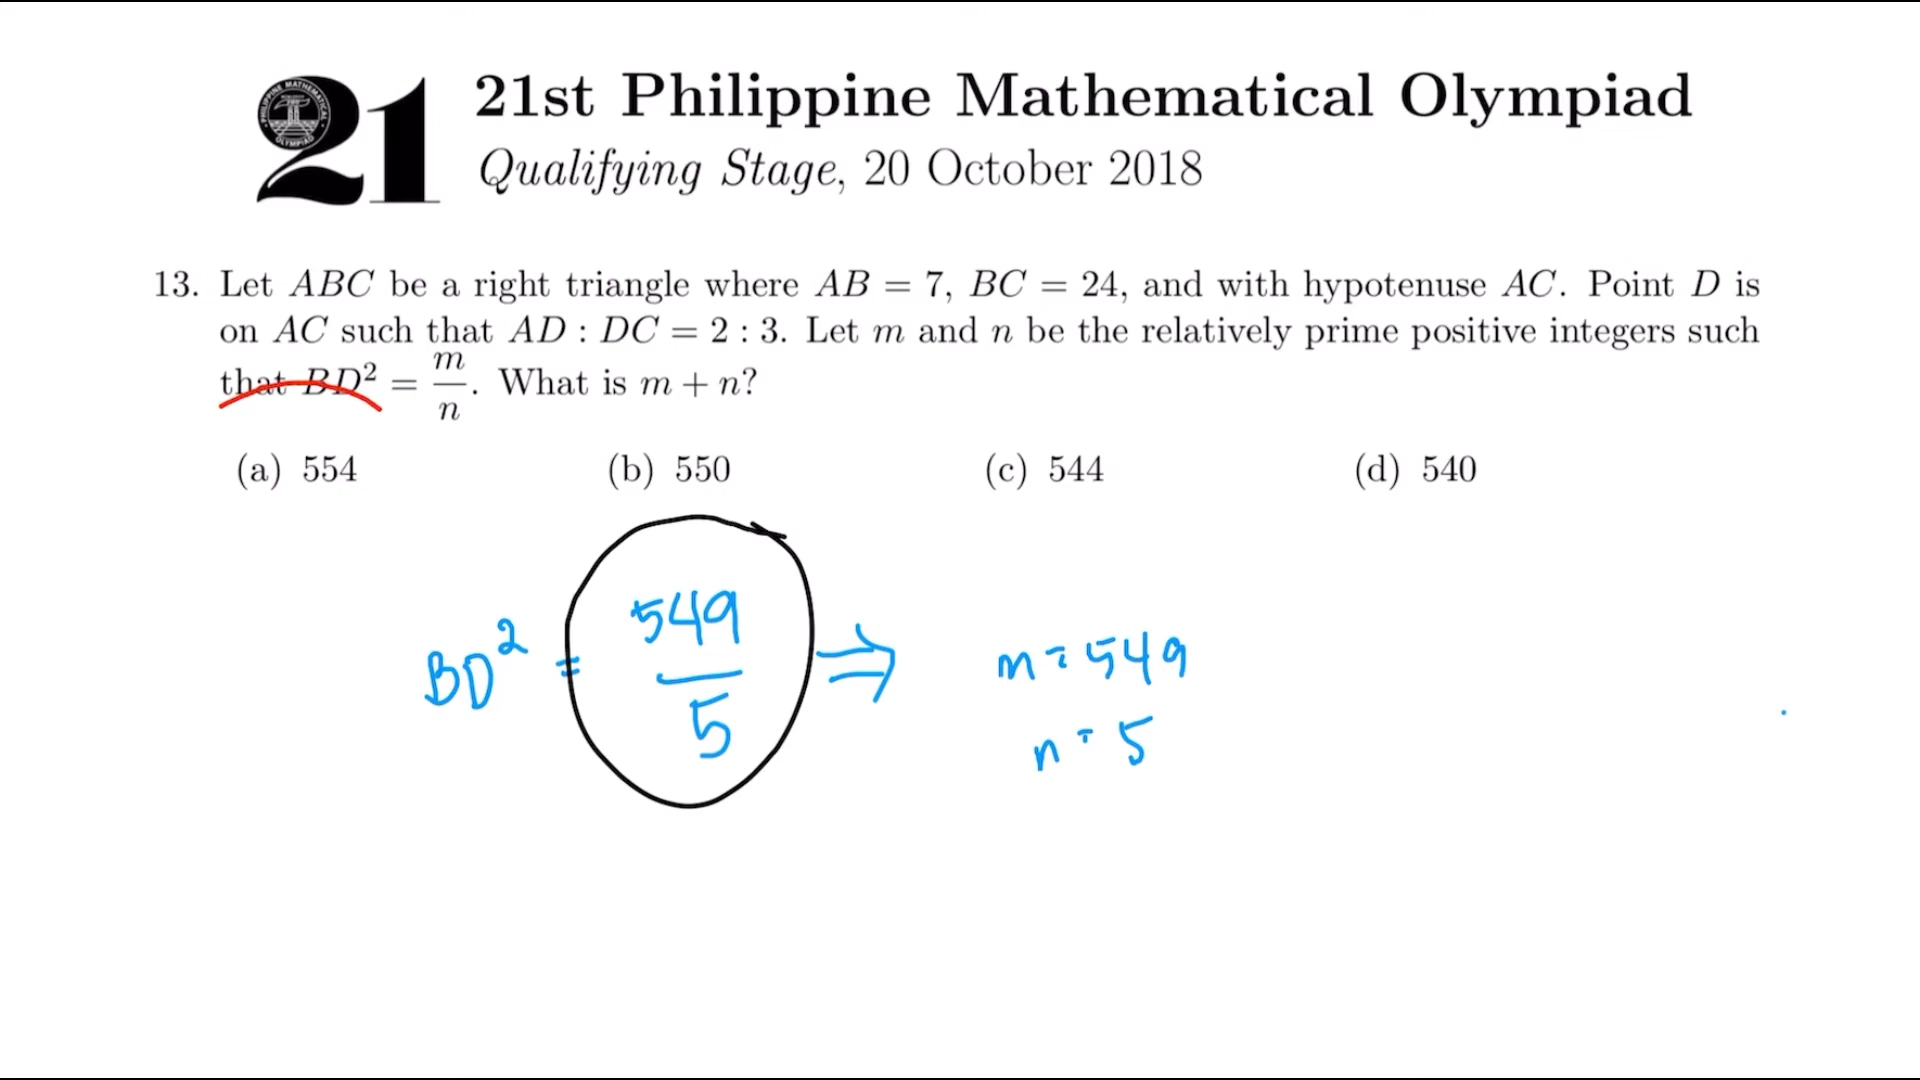 21
PHILIPPINE MATHEMATICAL
OLYMPIAD
21st Philippine Mathematical Olympiad
Qualifying Stage, 20 October 2018
13. Let ABC be a right triangle where AB = 7, BC = 24, and with hypotenuse AC. Point D is
on AC such that AD : DC = 2 : 3. Let m and n be the relatively prime positive integers such
that BD² = m/n. What is m + n?
(a) 554 (b) 550 (c) 544 (d) 540
BD² = 549/5 ⇒ m = 549
n = 5